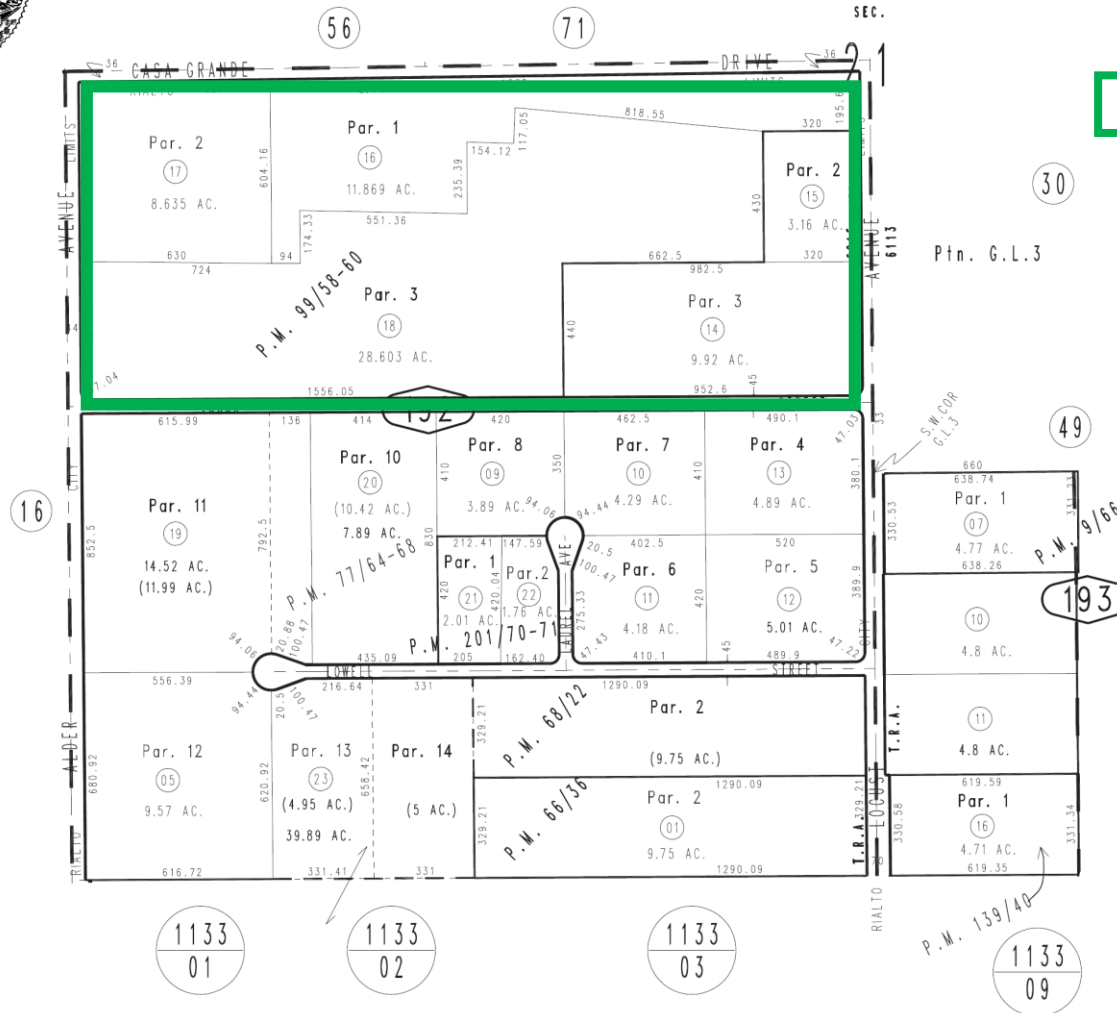 SEC.
56
71
36
CASA GRANDE
DRIVE
36
2
1
RIALTO
LIMITS
LIMITS
AVENUE
Par. 2
17
8.635 AC.
604.16
Par. 1
16
11.869 AC.
235.39
154.12
117.05
818.55
320
195.6
Par. 2
15
3.16 AC.
430
320
30
AVENUE
6113
Ptn. G.L.3
174.33
551.36
630
94
724
662.5
982.5
P.M. 99/58-60
Par. 3
18
28.603 AC.
440
Par. 3
14
9.92 AC.
7.04
1556.05
952.6
45
192
615.99
136
414
420
462.5
490.1
47.03
33
S.W.COR
G.L.3
49
16
CITY
852.5
Par. 11
19
14.52 AC.
(11.99 AC.)
792.5
Par. 10
20
(10.42 AC.)
7.89 AC.
830
P.M. 77/64-68
410
Par. 8
09
3.89 AC.
350
94.06
94.44
Par. 7
10
4.29 AC.
410
Par. 4
13
4.89 AC.
380.1
660
638.74
330.53
Par. 1
07
4.77 AC.
331.23
638.26
P.M. 9/66
212.41
147.59
20.5
100.47
402.5
520
Par. 1
21
2.01 AC.
420
420.04
Par.2
22
1.76 AC.
LAUREL AVE
275.33
Par. 6
11
4.18 AC.
420
Par. 5
12
5.01 AC.
389.9
193
10
4.8 AC.
P.M. 201/70-71
94.06
20.88
100.47
435.09
205
162.40
47.43
410.1
45
489.9
47.22
CITY
556.39
LOWELL
STREET
94.44
20.5
100.47
216.64
331
1290.09
ALDER
680.92
Par. 12
05
9.57 AC.
620.92
Par. 13
23
(4.95 AC.)
39.89 AC.
658.42
Par. 14
(5 AC.)
329.21
P.M. 68/22
Par. 2
(9.75 AC.)
T.R.A.
11
4.8 AC.
1290.09
329.21
P.M. 66/36
Par. 2
01
9.75 AC.
329.21
T.R.A.
LOCUST
619.59
330.58
Par. 1
16
4.71 AC.
331.34
RIALTO
616.72
331.41
331
1290.09
70
619.35
RIALTO
P.M. 139/40
1133
01
1133
02
1133
03
1133
09